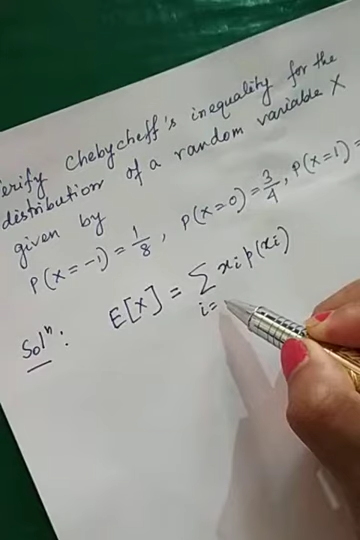 erify Chebycheff's inequality for the
distribution of a random variable X
given by
P(X=-1) = 1/8, P(X=0) = 3/4, P(X=1) =
Solⁿ: E[X] = Σ xᵢ p(xᵢ)
i=